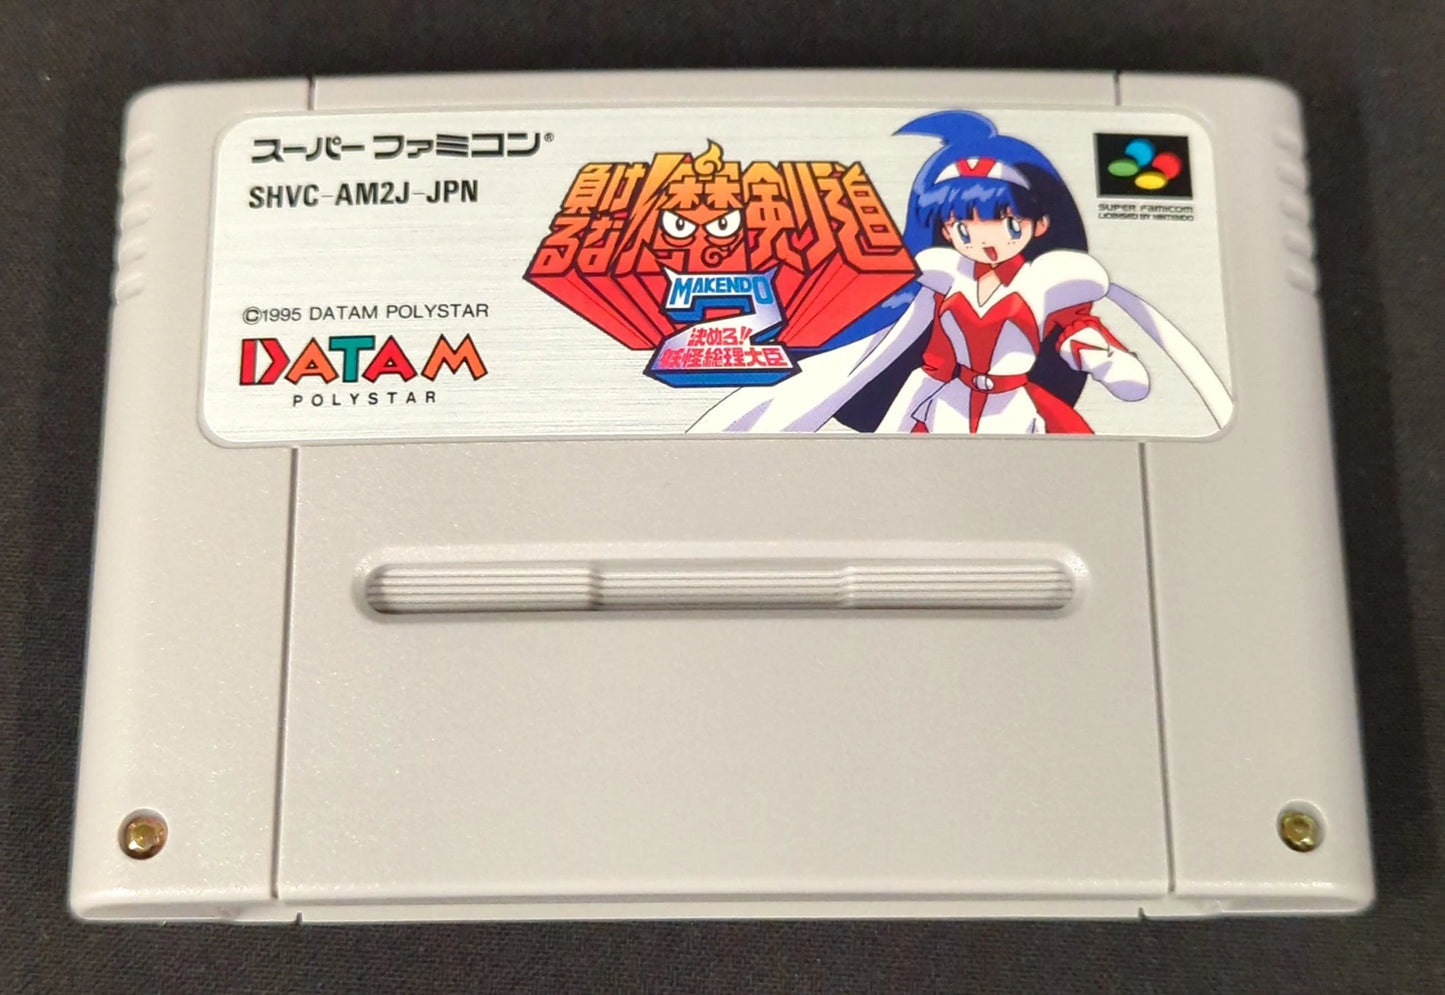 スーパーファミコン®
SHVC-AM2J-JPN
©1995 DATAM POLYSTAR
DATAM
POLYSTAR
負けるな!魔剣道
MAKENDO
2
決めろ!!
妖怪総理大臣
V
SUPER FAMICOM
LICENSED BY NINTENDO